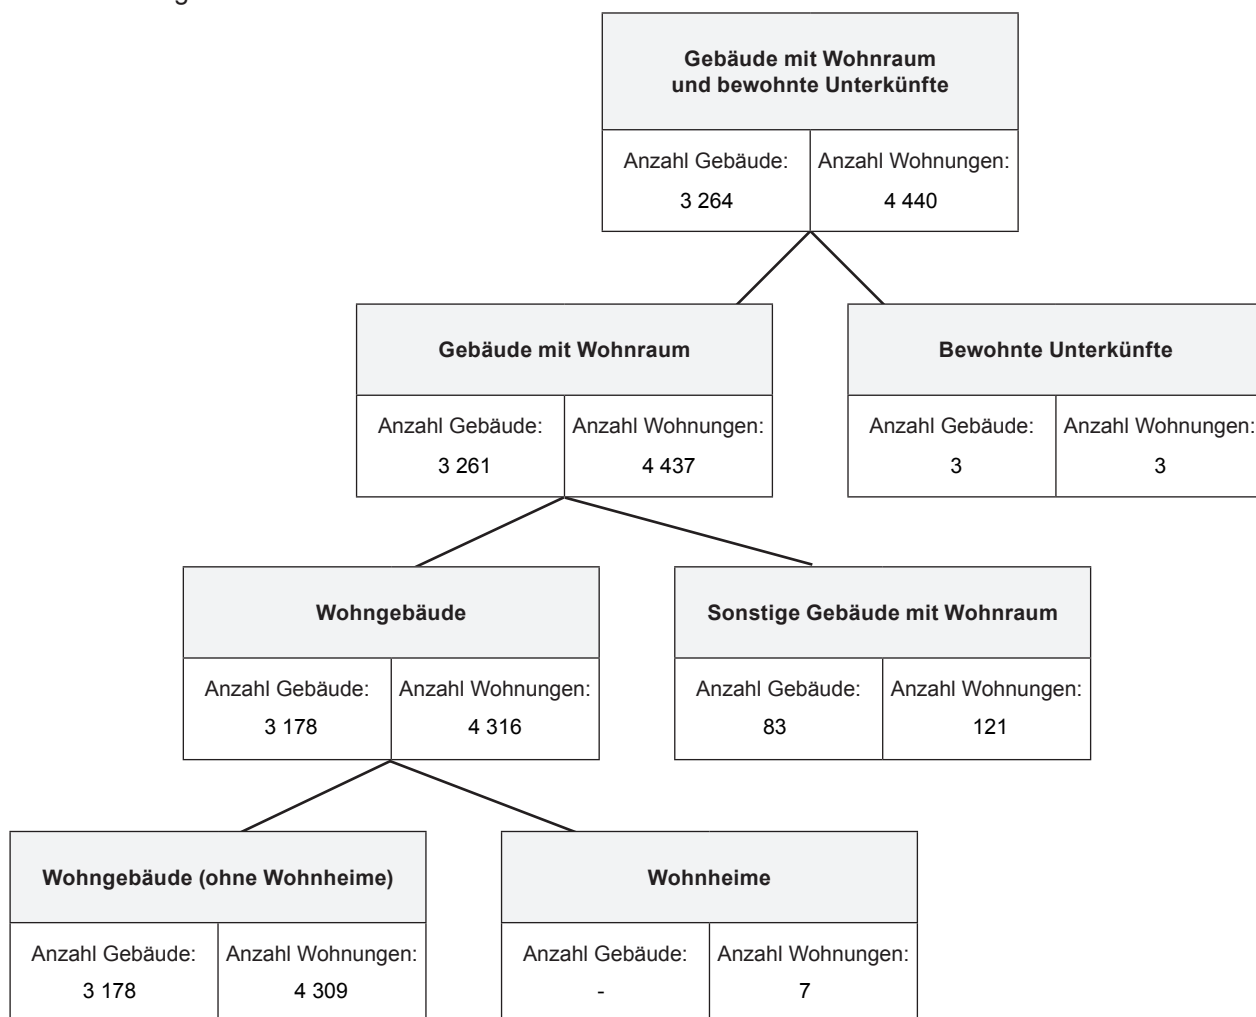 Gebäude mit Wohnraum
und bewohnte Unterkünfte
Anzahl Gebäude: Anzahl Wohnungen:
3 264 4 440
Gebäude mit Wohnraum Bewohnte Unterkünfte
Anzahl Gebäude: Anzahl Wohnungen: Anzahl Gebäude: Anzahl Wohnungen:
3 261 4 437 3 3
Wohngebäude Sonstige Gebäude mit Wohnraum
Anzahl Gebäude: Anzahl Wohnungen: Anzahl Gebäude: Anzahl Wohnungen:
3 178 4 316 83 121
Wohngebäude (ohne Wohnheime) Wohnheime
Anzahl Gebäude: Anzahl Wohnungen: Anzahl Gebäude: Anzahl Wohnungen:
3 178 4 309 - 7